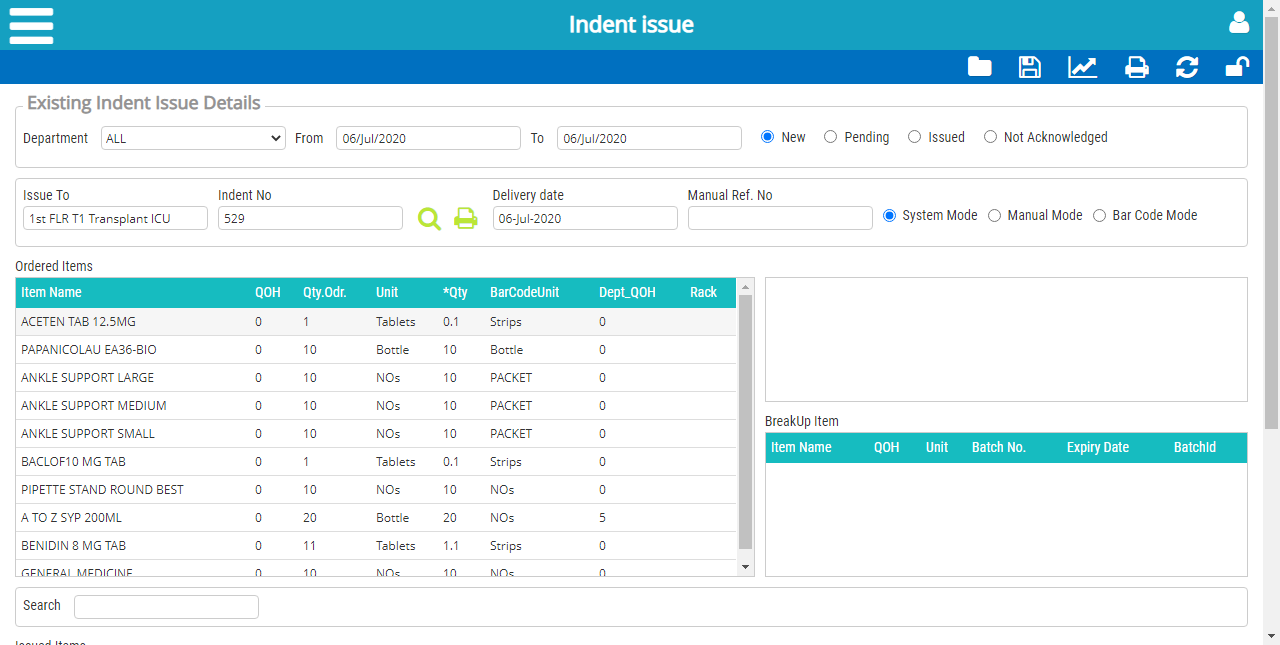 Indent issue
Existing Indent Issue Details
Department ALL From 06/Jul/2020 To 06/Jul/2020 New Pending Issued Not Acknowledged
Issue To Indent No Delivery date Manual Ref. No
1st FLR T1 Transplant ICU 529 06-Jul-2020 System Mode Manual Mode Bar Code Mode
Ordered Items
Item Name QOH Qty.Odr. Unit *Qty BarCodeUnit Dept_QOH Rack
ACETEN TAB 12.5MG 0 1 Tablets 0.1 Strips 0
PAPANICOLAU EA36-BIO 0 10 Bottle 10 Bottle 0
ANKLE SUPPORT LARGE 0 10 NOs 10 PACKET 0
ANKLE SUPPORT MEDIUM 0 10 NOs 10 PACKET 0
ANKLE SUPPORT SMALL 0 10 NOs 10 PACKET 0
BACLOF10 MG TAB 0 1 Tablets 0.1 Strips 0
PIPETTE STAND ROUND BEST 0 10 NOs 10 NOs 0
A TO Z SYP 200ML 0 20 Bottle 20 NOs 5
BENIDIN 8 MG TAB 0 11 Tablets 1.1 Strips 0
GENERAL MEDICINE 0 10 NOs 10 NOs 0
BreakUp Item
Item Name QOH Unit Batch No. Expiry Date BatchId
Search
Issued Items